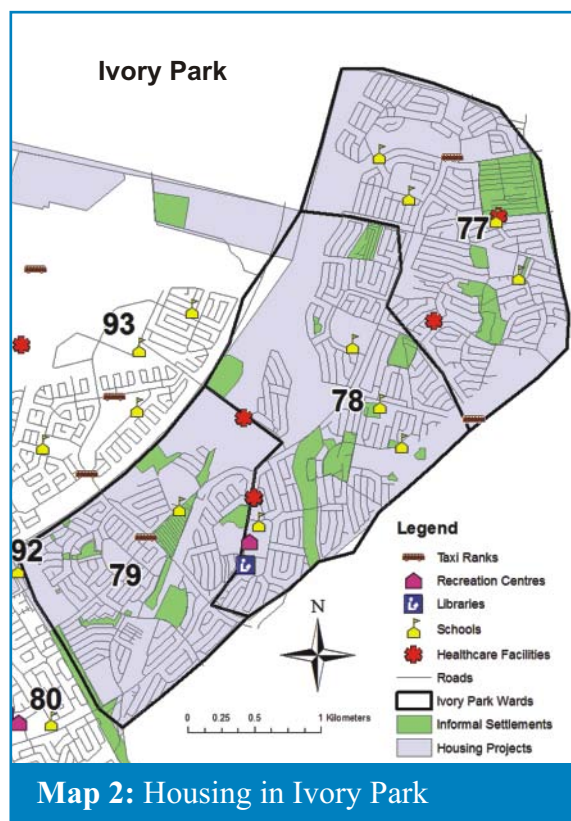 Ivory Park
77
93
78
92
79
80
Legend
Taxi Ranks
Recreation Centres
Libraries
Schools
Healthcare Facilities
Roads
Ivory Park Wards
Informal Settlements
Housing Projects
N
0 0.25 0.5 1 Kilometers
Map 2: Housing in Ivory Park